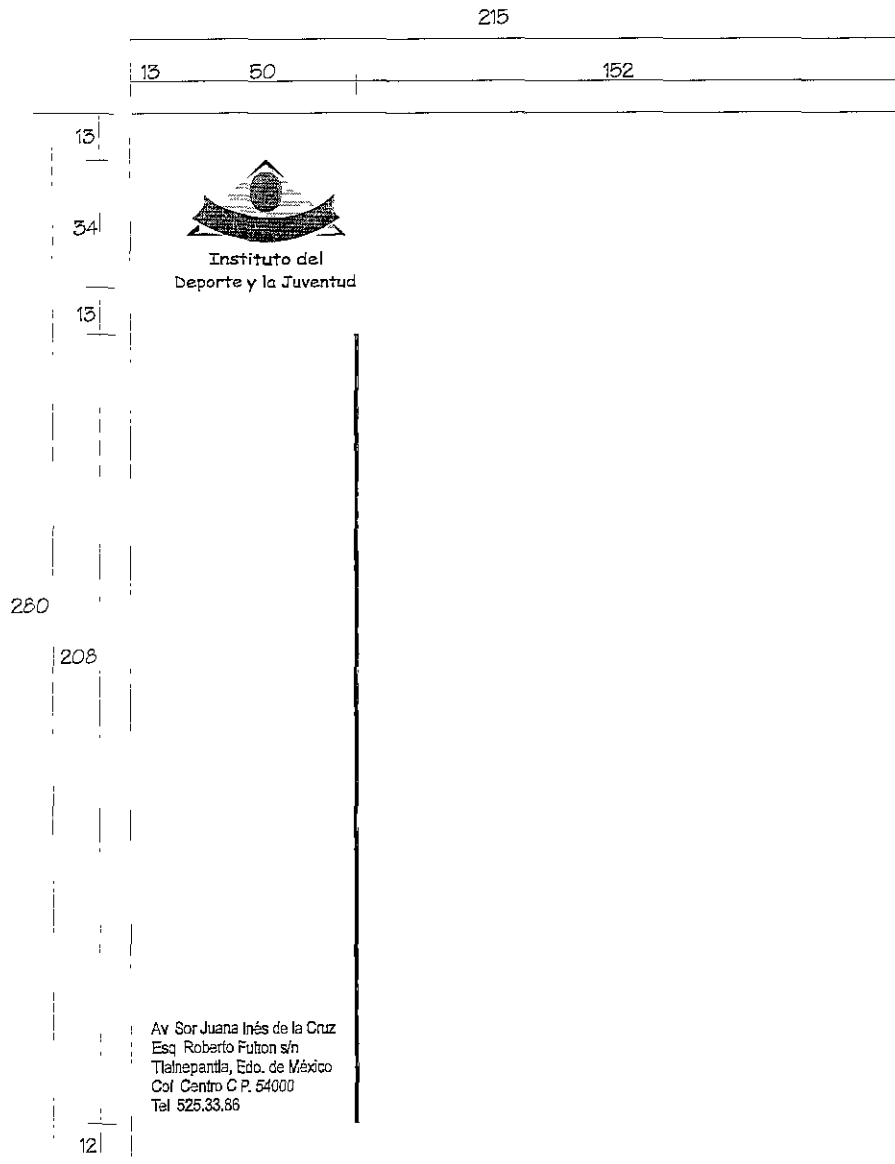 215
13 50 152
13
34
Instituto del
Deporte y la Juventud
13
280
208
Av Sor Juana Inés de la Cruz
Esq Roberto Fulton s/n
Tlalnepantla, Edo. de México
Col Centro C P. 54000
Tel 525.33.86
12